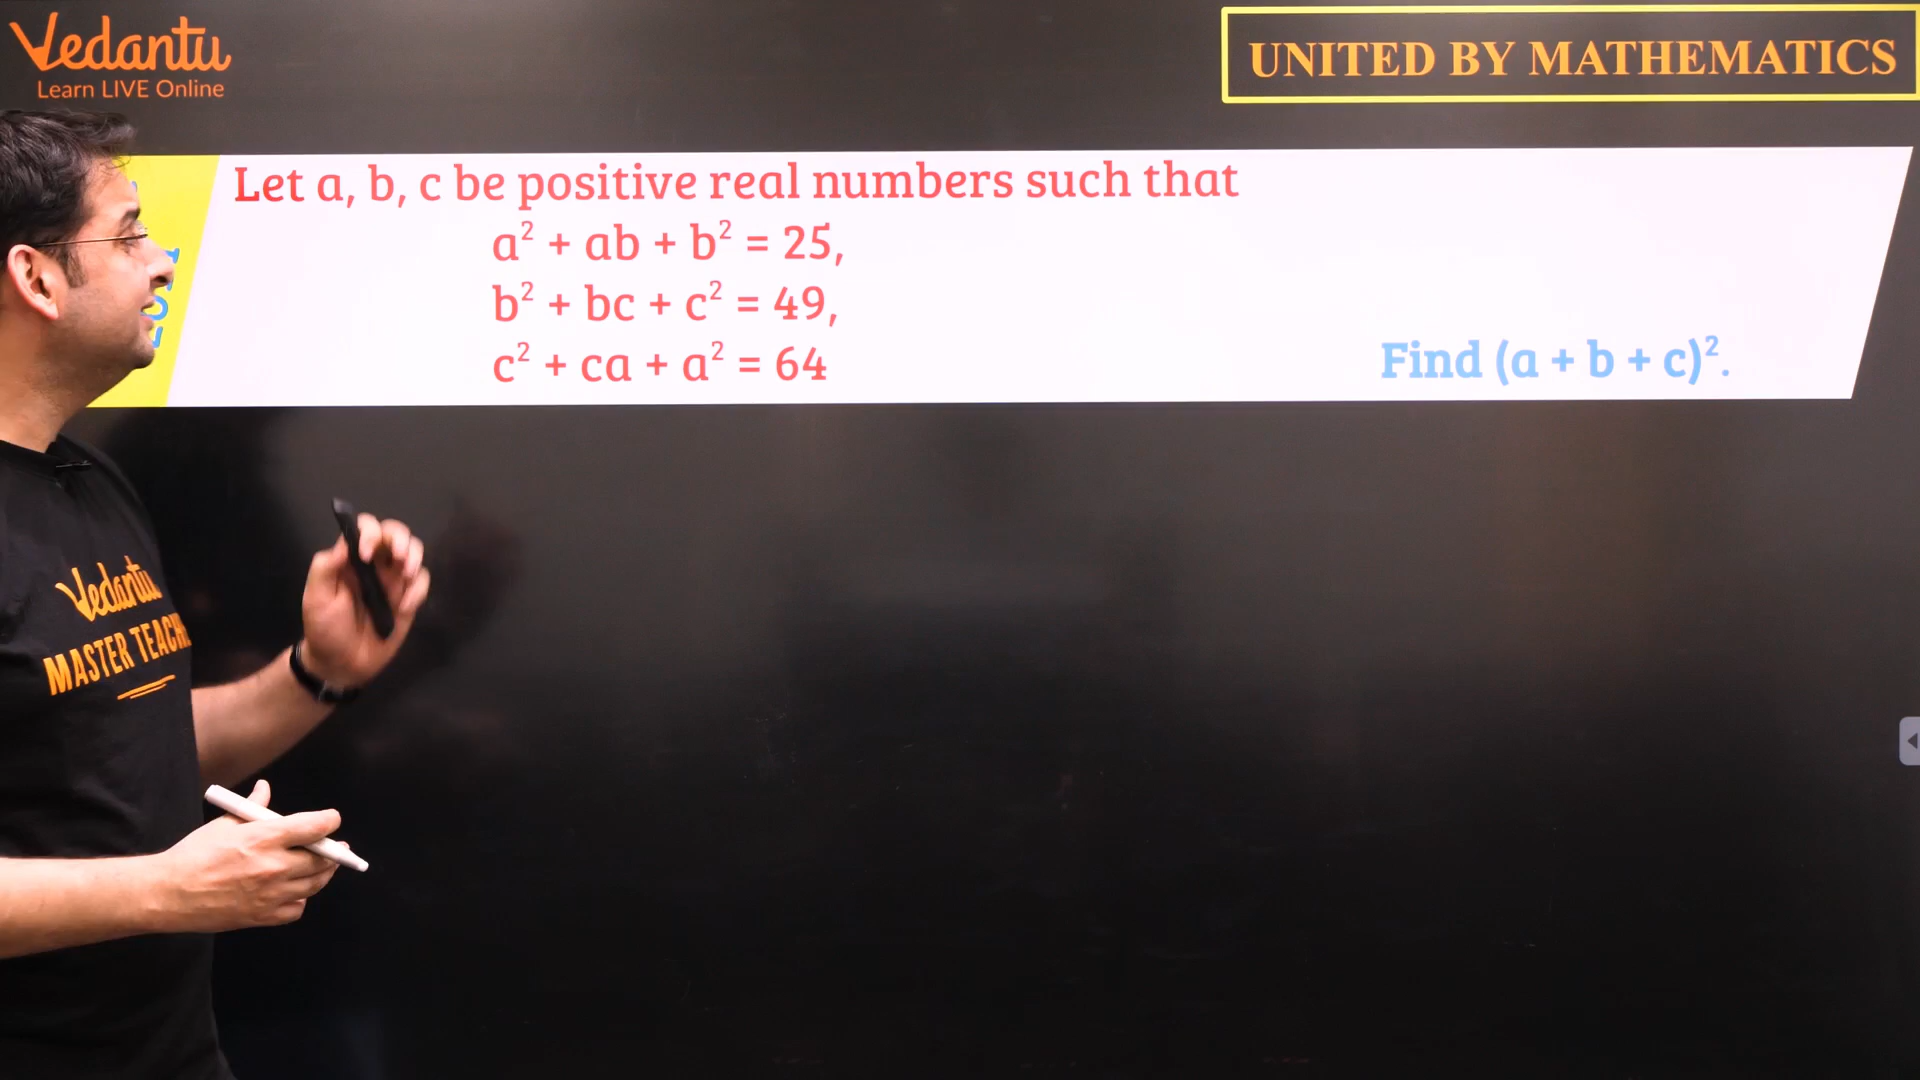 Vedantu
Learn LIVE Online
UNITED BY MATHEMATICS
Let a, b, c be positive real numbers such that
a² + ab + b² = 25,
b² + bc + c² = 49,
c² + ca + a² = 64
Find (a + b + c)².
Vedantu
MASTER TEACHE